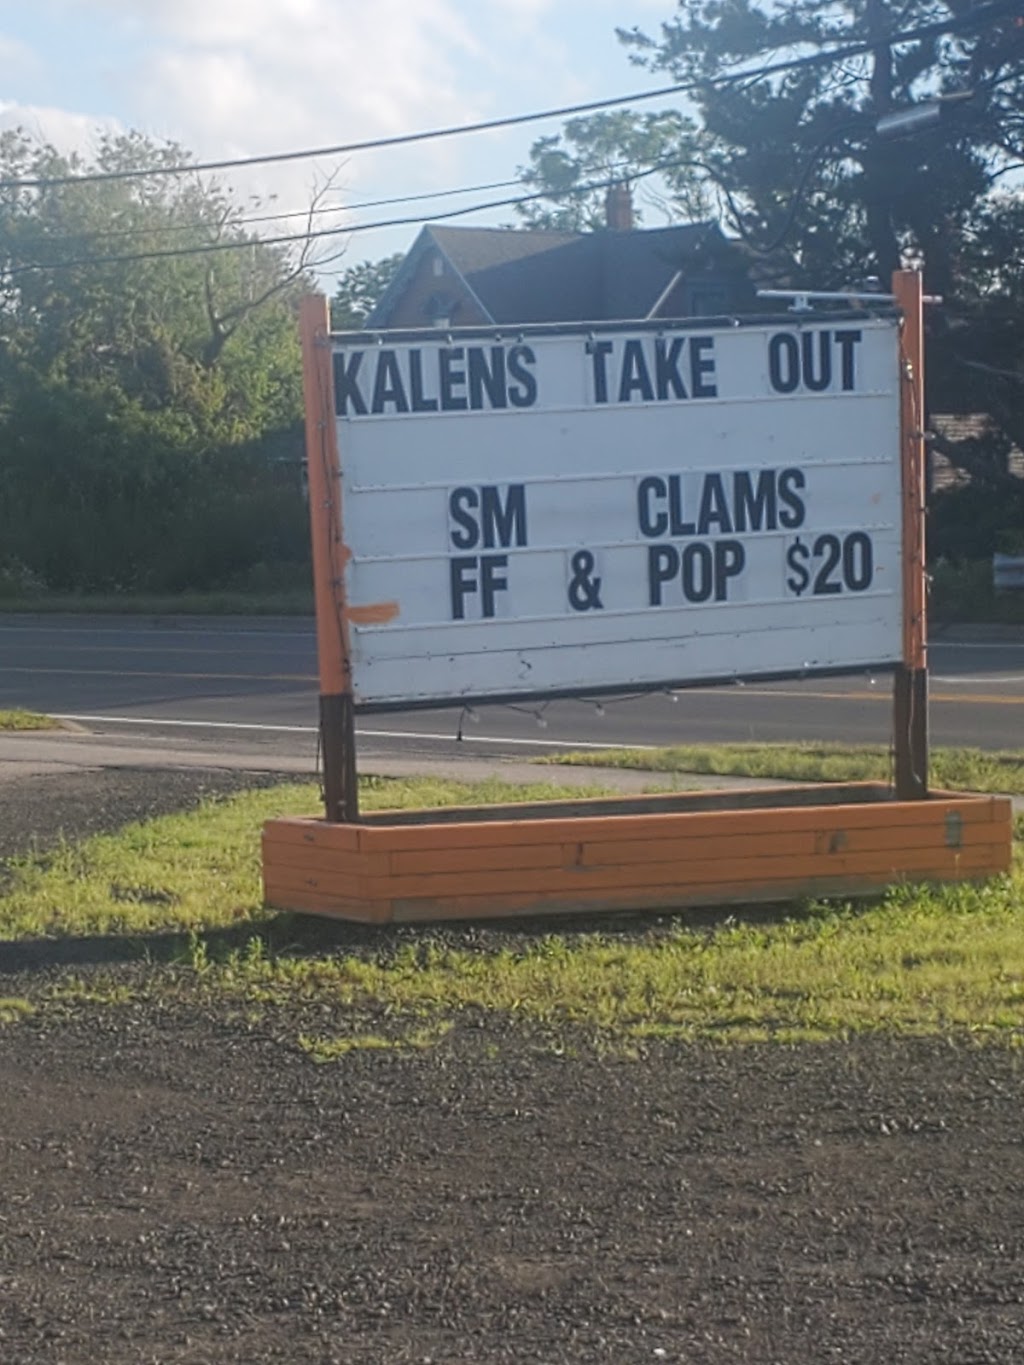 KALENS TAKE OUT
SM CLAMS
FF & POP $20